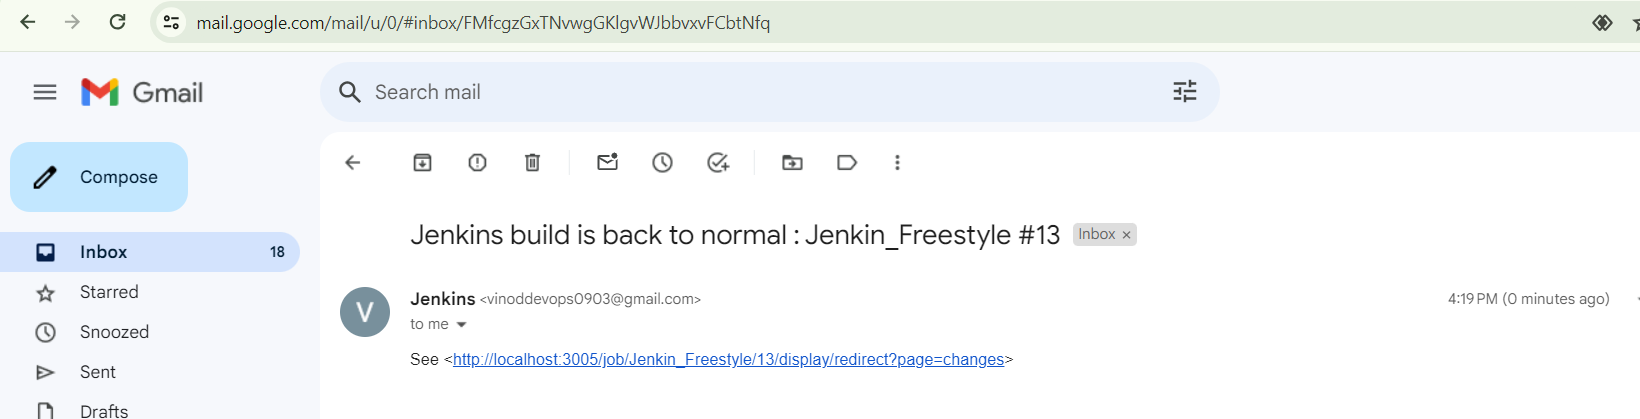 mail.google.com/mail/u/0/#inbox/FMfcgzGxTNvwgGKlgvWJbbvxvFCbtNfq
Gmail
Search mail
Compose
Jenkins build is back to normal : Jenkin_Freestyle #13 Inbox ×
Inbox 18
Starred
Snoozed
Sent
Drafts
V
Jenkins <vinoddevops0903@gmail.com> 4:19 PM (0 minutes ago)
to me
See <http://localhost:3005/job/Jenkin_Freestyle/13/display/redirect?page=changes>